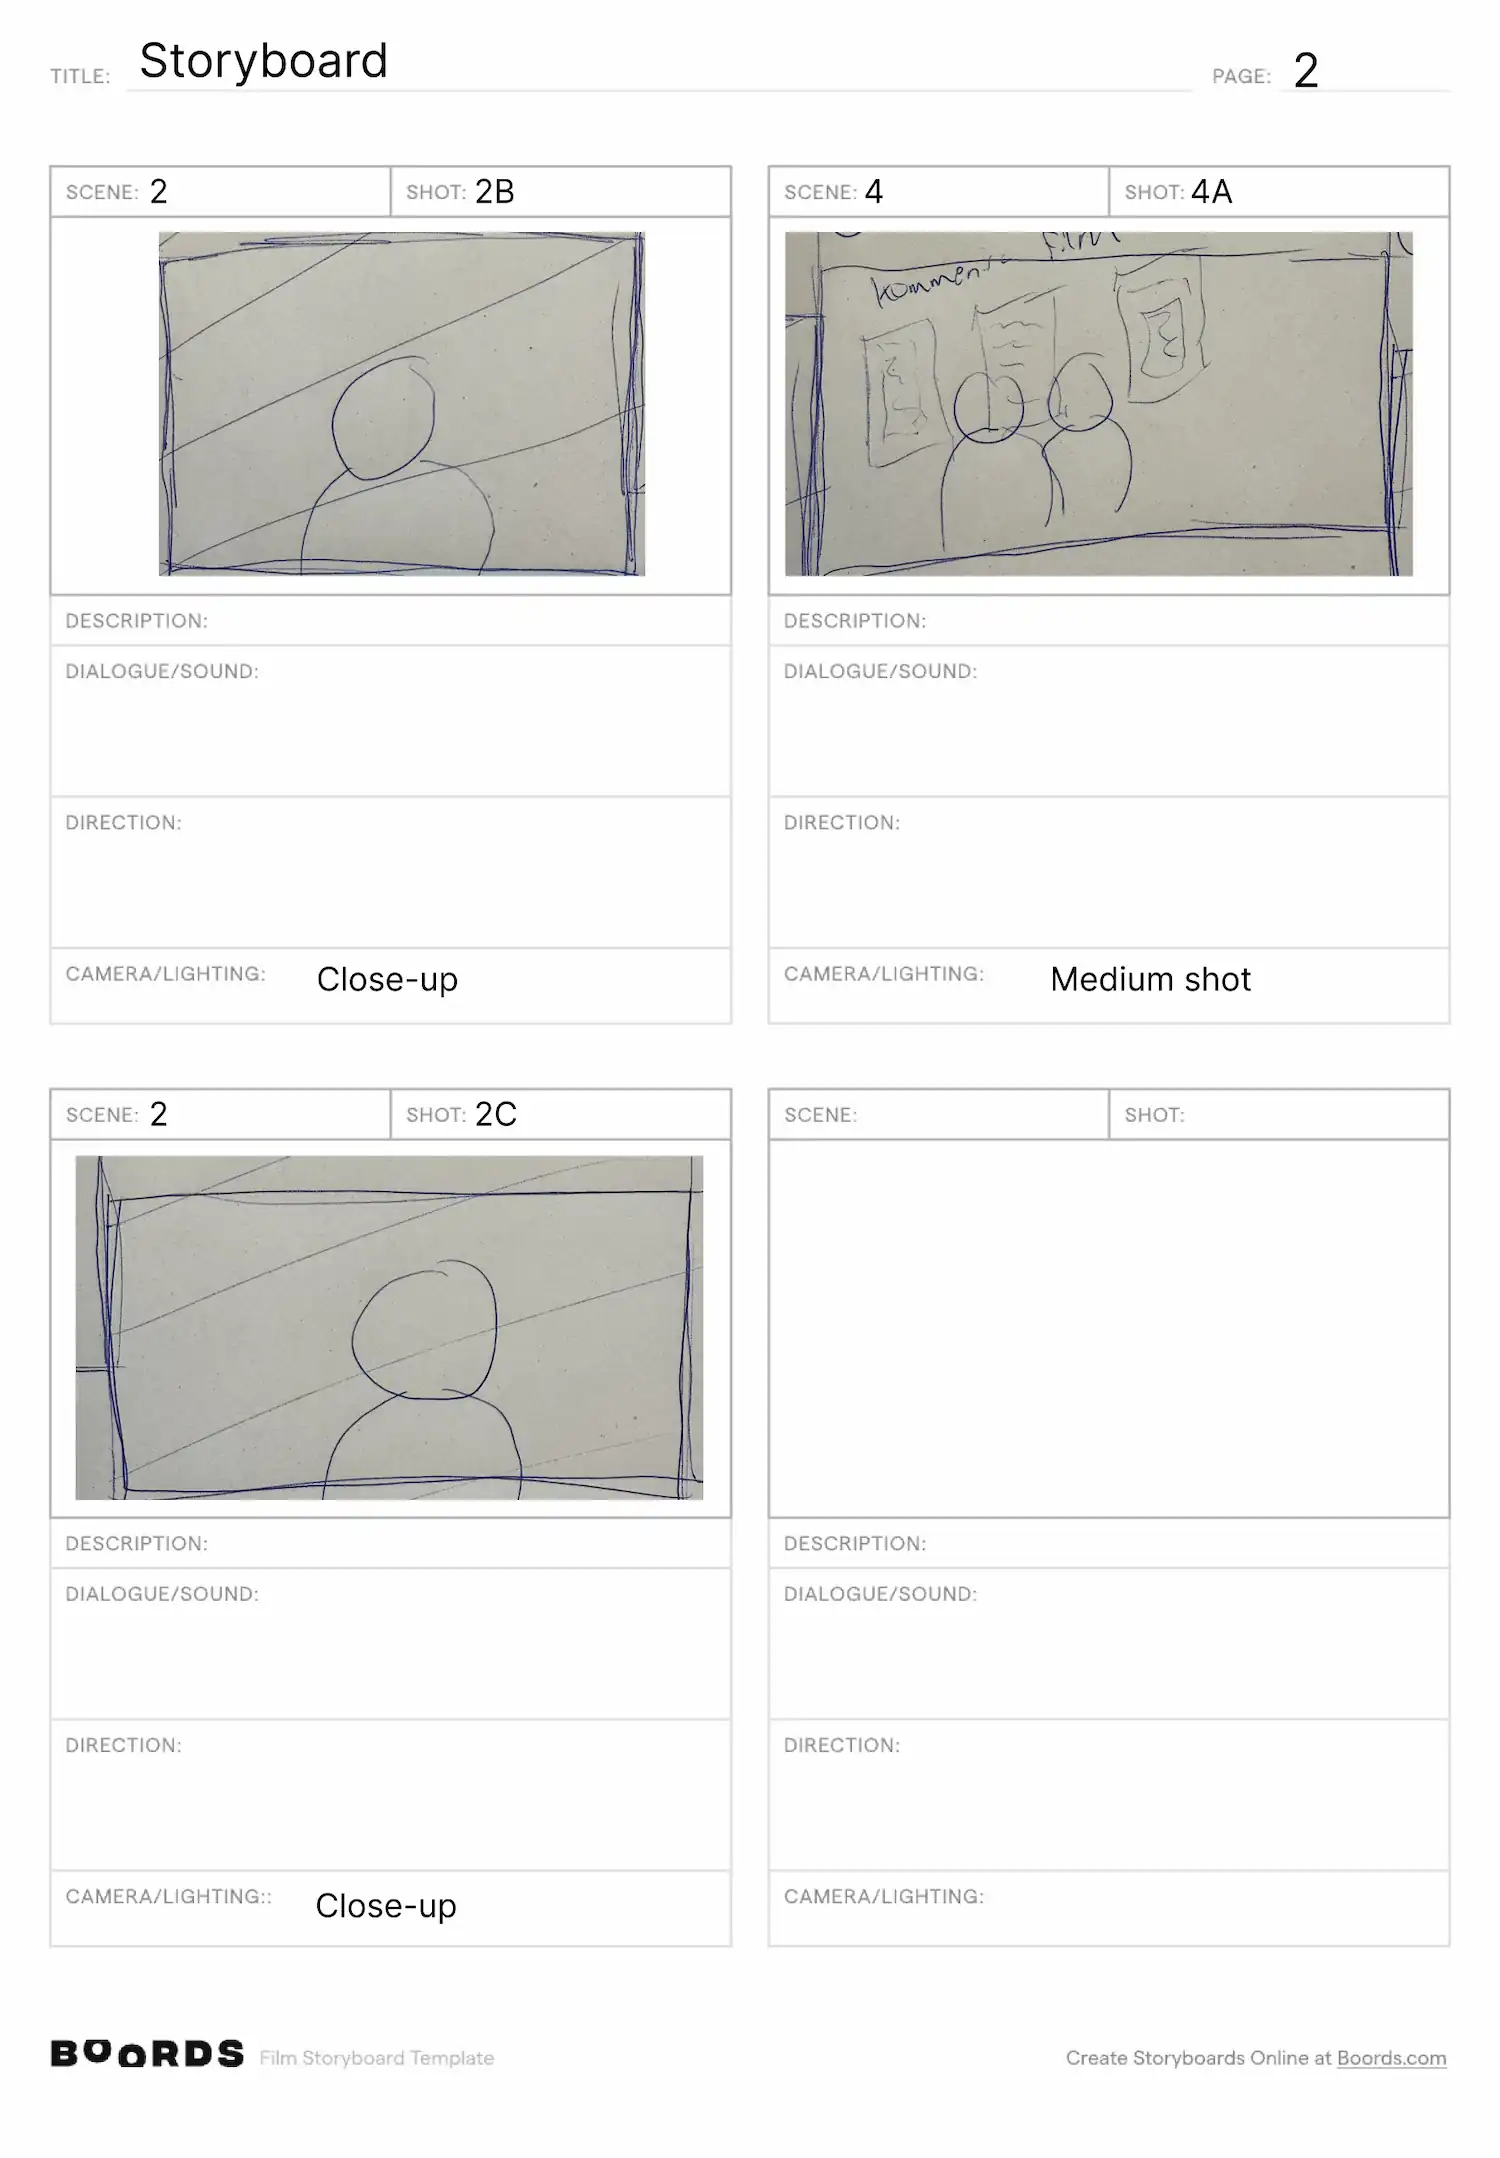 TITLE: Storyboard
PAGE: 2
SCENE: 2
SHOT: 2B
DESCRIPTION:
DIALOGUE/SOUND:
DIRECTION:
CAMERA/LIGHTING: Close-up
SCENE: 4
SHOT: 4A
film
DESCRIPTION:
DIALOGUE/SOUND:
DIRECTION:
CAMERA/LIGHTING: Medium shot
SCENE: 2
SHOT: 2C
DESCRIPTION:
DIALOGUE/SOUND:
DIRECTION:
CAMERA/LIGHTING:: Close-up
SCENE:
SHOT:
DESCRIPTION:
DIALOGUE/SOUND:
DIRECTION:
CAMERA/LIGHTING:
BOORDS Film Storyboard Template
Create Storyboards Online at Boords.com